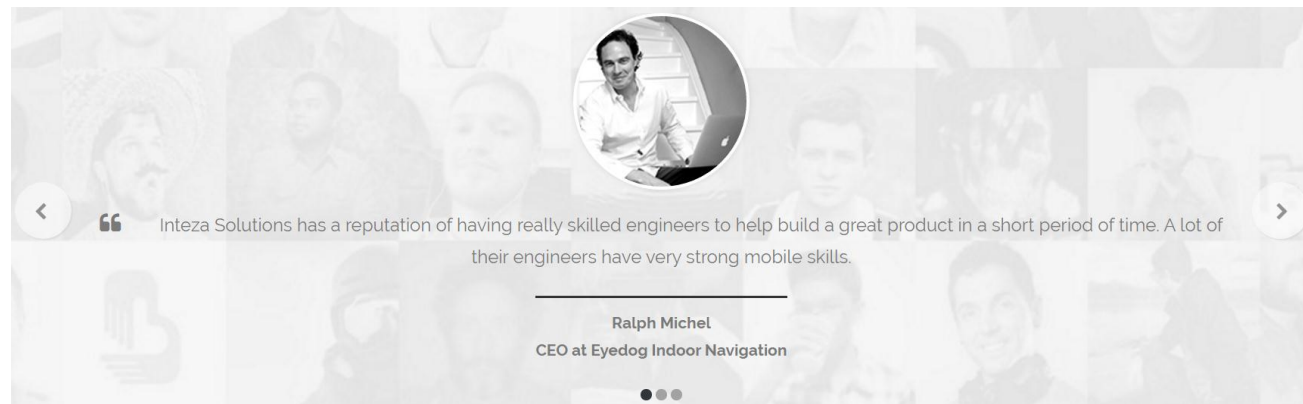 Inteza Solutions has a reputation of having really skilled engineers to help build a great product in a short period of time. A lot of
their engineers have very strong mobile skills.
Ralph Michel
CEO at Eyedog Indoor Navigation